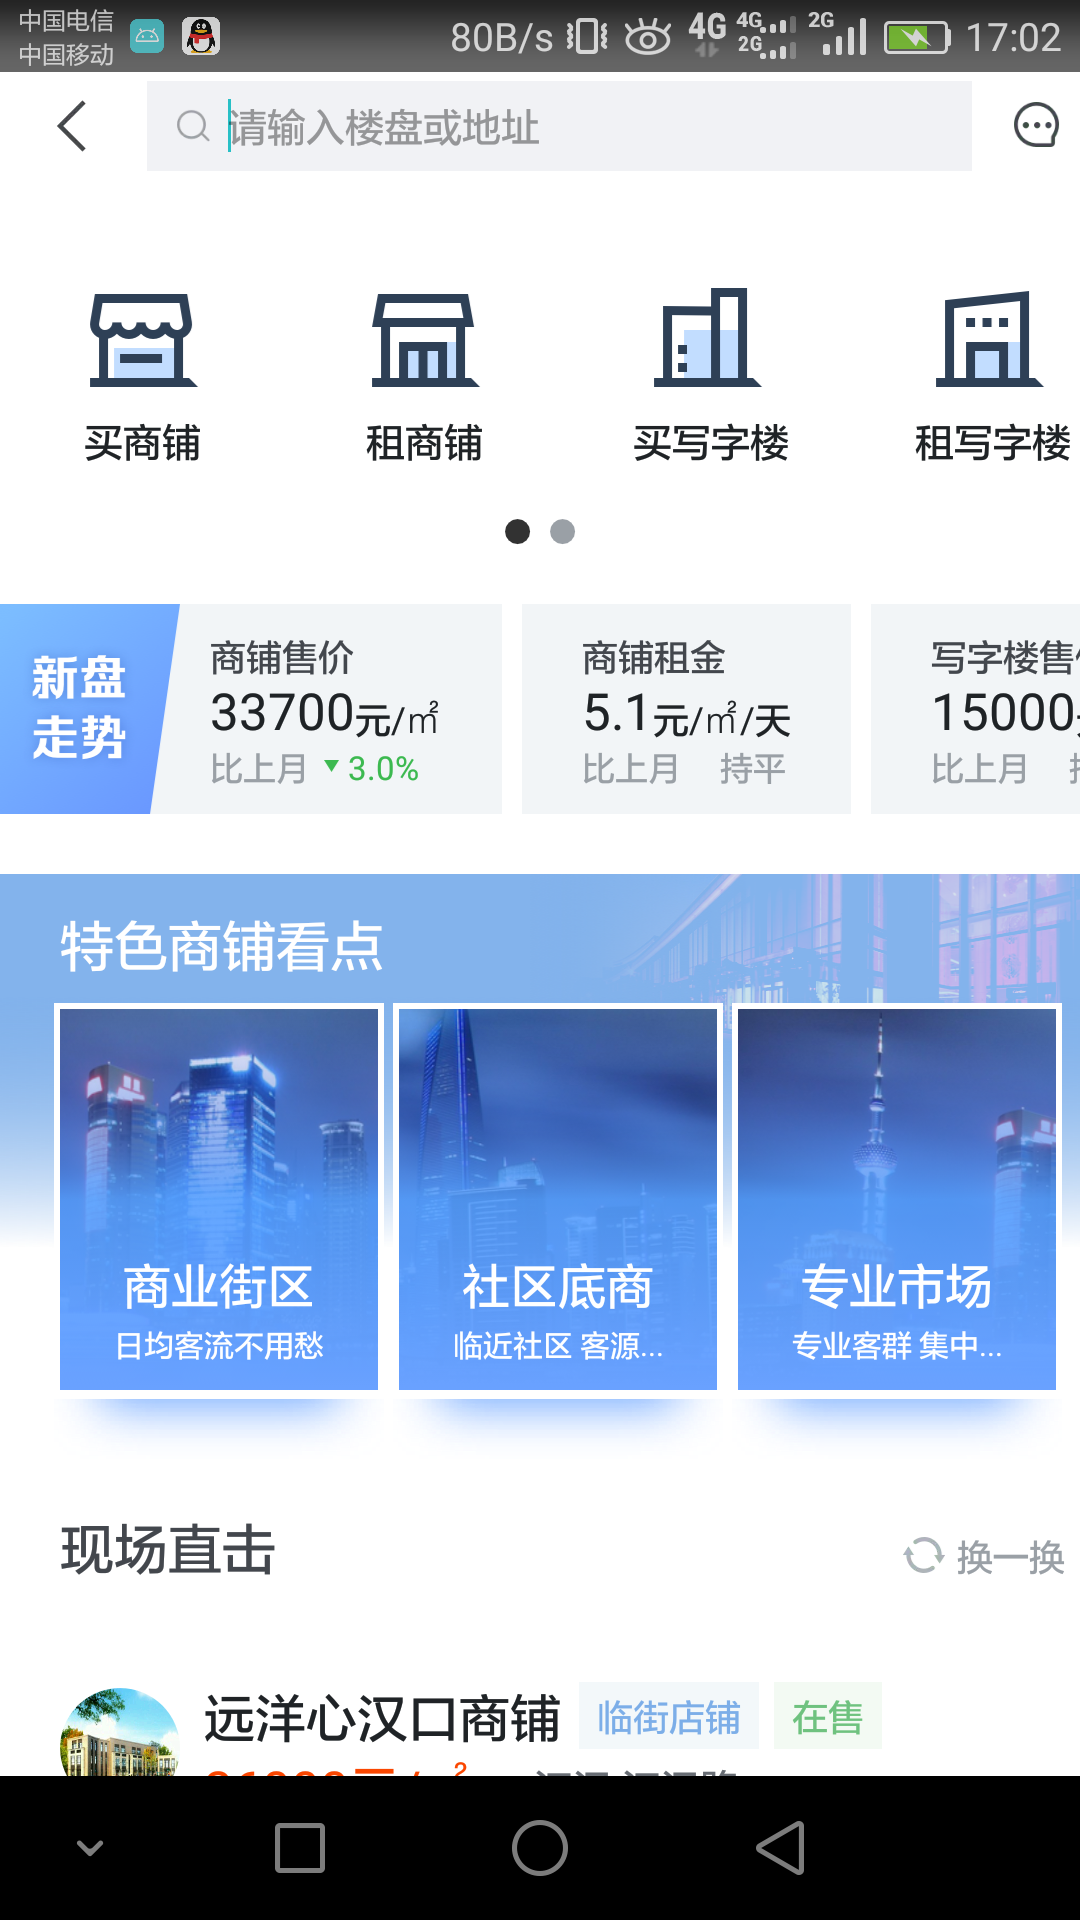 中国电信
中国移动
80B/s 4G 4G 2G 2G 17:02
请输入楼盘或地址
买商铺 租商铺 买写字楼 租写字楼
新盘
走势
商铺售价
33700元/㎡
比上月 3.0%
商铺租金
5.1元/㎡/天
比上月 持平
写字楼售
15000
比上月
特色商铺看点
商业街区
日均客流不用愁
社区底商
临近社区 客源...
专业市场
专业客群 集中...
现场直击
换一换
远洋心汉口商铺 临街店铺 在售